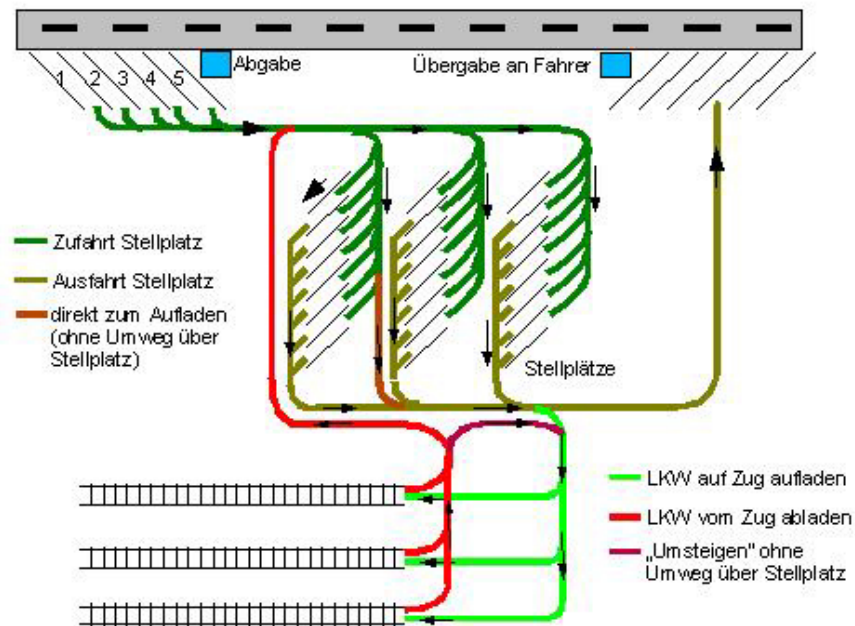 1
2
3
4
5
Abgabe
Übergabe an Fahrer
Zufahrt Stellplatz
Ausfahrt Stellplatz
direkt zum Aufladen
(ohne Umweg über
Stellplatz)
Stellplätze
LKW auf Zug aufladen
LKW vom Zug abladen
„Umsteigen" ohne
Umweg über Stellplatz